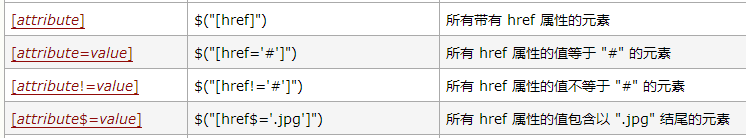 [attribute] $("[href]") 所有带有 href 属性的元素
[attribute=value] $("[href='#']") 所有 href 属性的值等于 "#" 的元素
[attribute!=value] $("[href!='#']") 所有 href 属性的值不等于 "#" 的元素
[attribute$=value] $("[href$='.jpg']") 所有 href 属性的值包含以 ".jpg" 结尾的元素